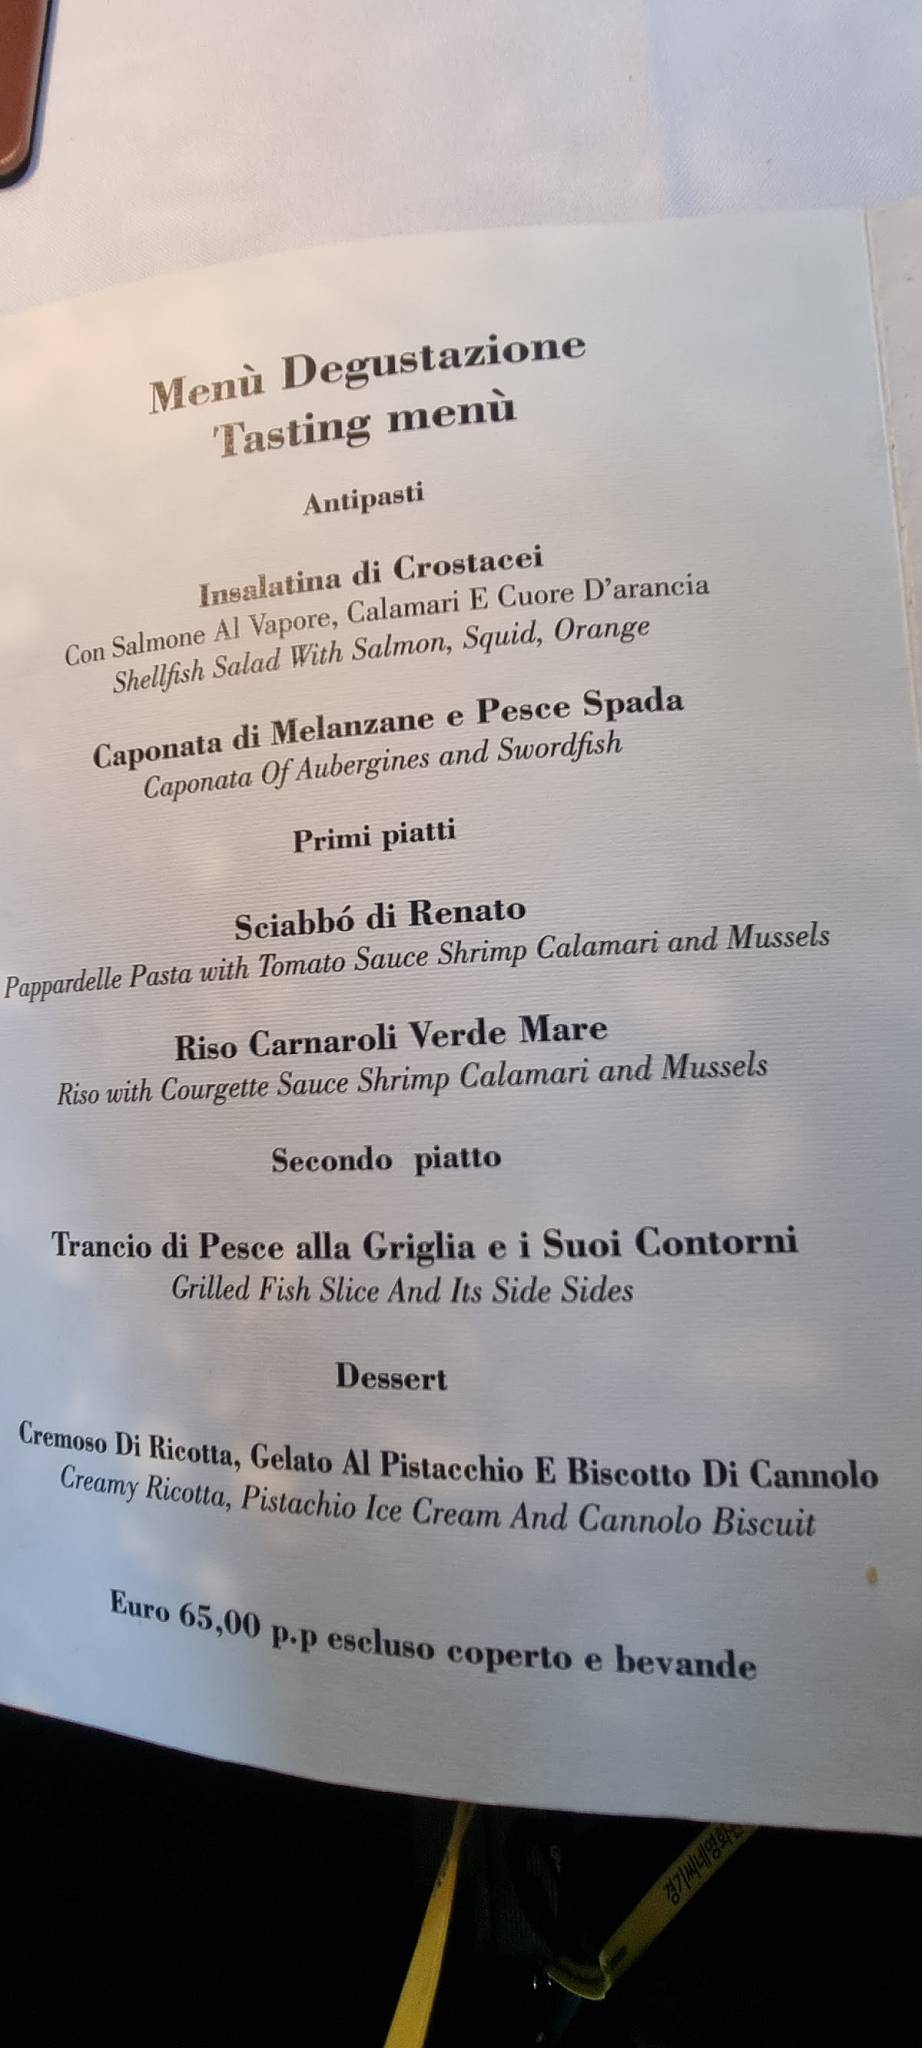 Menù Degustazione
Tasting menù
Antipasti
Insalatina di Crostacei
Con Salmone Al Vapore, Calamari E Cuore D'arancia
Shellfish Salad With Salmon, Squid, Orange
Caponata di Melanzane e Pesce Spada
Caponata Of Aubergines and Swordfish
Primi piatti
Sciabbó di Renato
Pappardelle Pasta with Tomato Sauce Shrimp Calamari and Mussels
Riso Carnaroli Verde Mare
Riso with Courgette Sauce Shrimp Calamari and Mussels
Secondo piatto
Trancio di Pesce alla Griglia e i Suoi Contorni
Grilled Fish Slice And Its Side Sides
Dessert
Cremoso Di Ricotta, Gelato Al Pistacchio E Biscotto Di Cannolo
Creamy Ricotta, Pistachio Ice Cream And Cannolo Biscuit
Euro 65,00 p.p escluso coperto e bevande